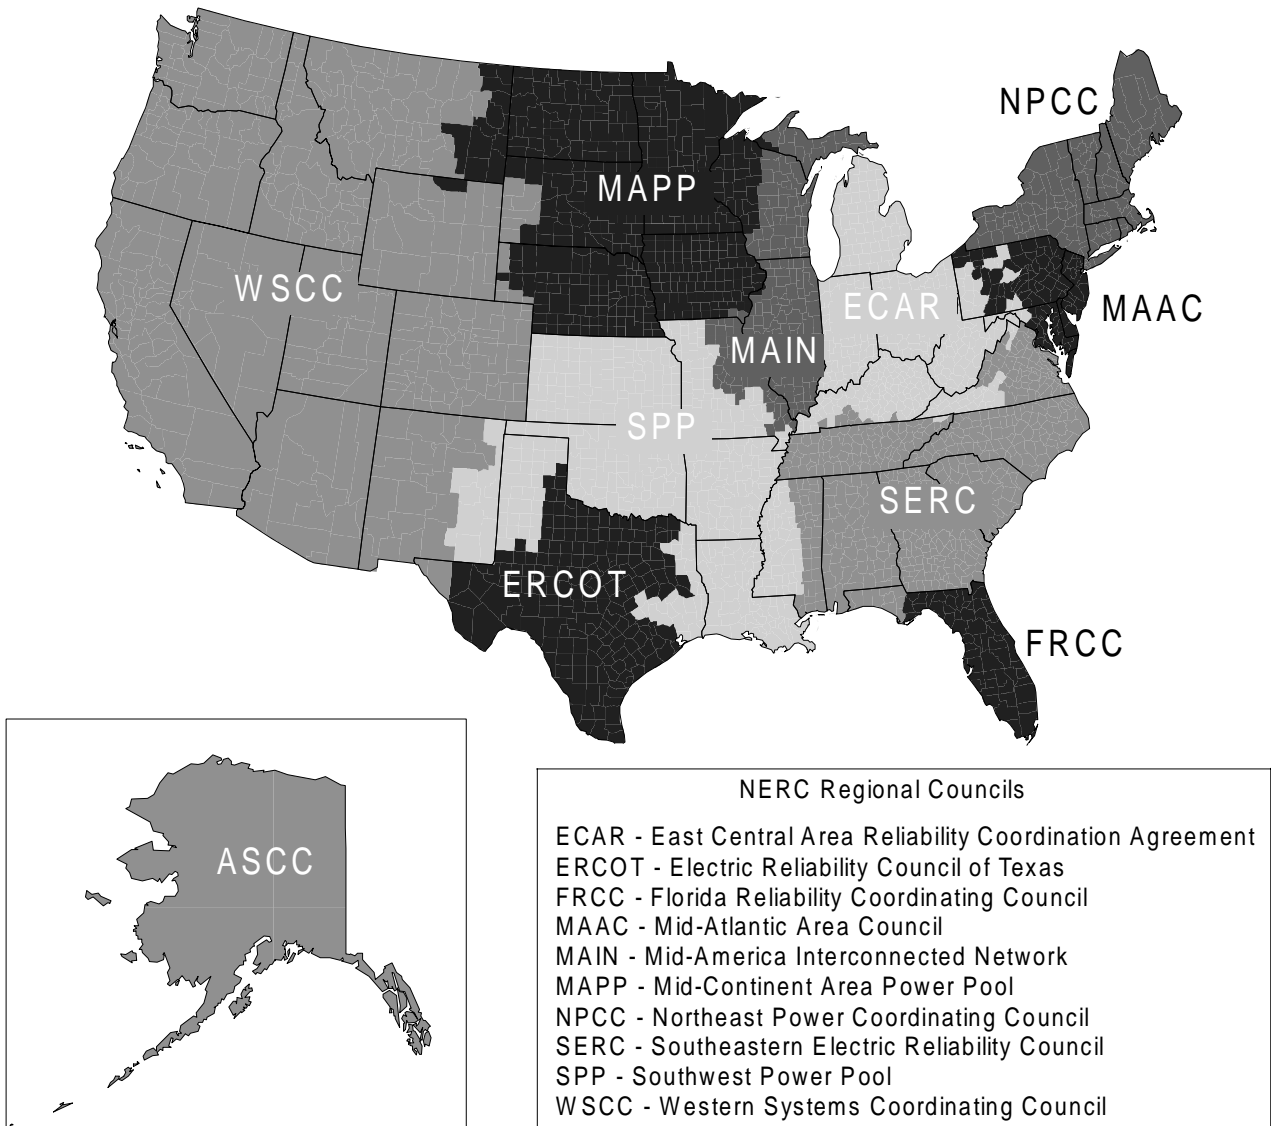 NPCC
MAPP
WSCC
ECAR
MAAC
MAIN
SPP
SERC
ERCOT
FRCC
ASCC
NERC Regional Councils
ECAR - East Central Area Reliability Coordination Agreement
ERCOT - Electric Reliability Council of Texas
FRCC - Florida Reliability Coordinating Council
MAAC - Mid-Atlantic Area Council
MAIN - Mid-America Interconnected Network
MAPP - Mid-Continent Area Power Pool
NPCC - Northeast Power Coordinating Council
SERC - Southeastern Electric Reliability Council
SPP - Southwest Power Pool
WSCC - Western Systems Coordinating Council